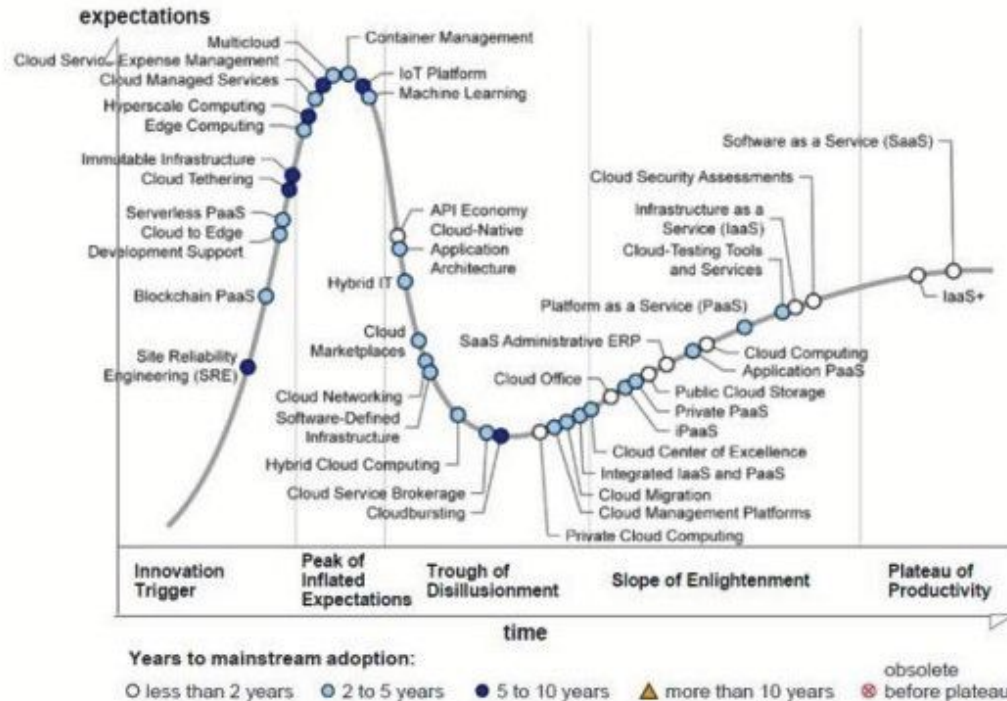 expectations
Multicloud
Container Management
Cloud Service Expense Management
IoT Platform
Cloud Managed Services
Machine Learning
Hyperscale Computing
Edge Computing
Software as a Service (SaaS)
Immutable Infrastructure
Cloud Tethering
Cloud Security Assessments
Serverless PaaS
Cloud to Edge
Development Support
API Economy
Cloud-Native
Application
Architecture
Infrastructure as a
Service (IaaS)
Cloud-Testing Tools
and Services
Hybrid IT
Blockchain PaaS
IaaS+
Platform as a Service (PaaS)
Cloud
Marketplaces
SaaS Administrative ERP
Site Reliability
Engineering (SRE)
Cloud Computing
Application PaaS
Cloud Office
Cloud Networking
Public Cloud Storage
Software-Defined
Infrastructure
Private PaaS
iPaaS
Cloud Center of Excellence
Hybrid Cloud Computing
Integrated IaaS and PaaS
Cloud Service Brokerage
Cloud Migration
Cloudbursting
Cloud Management Platforms
Private Cloud Computing
Innovation
Trigger
Peak of
Inflated
Expectations
Trough of
Disillusionment
Slope of Enlightenment
Plateau of
Productivity
time
Years to mainstream adoption:
less than 2 years
2 to 5 years
5 to 10 years
more than 10 years
obsolete
before plateau